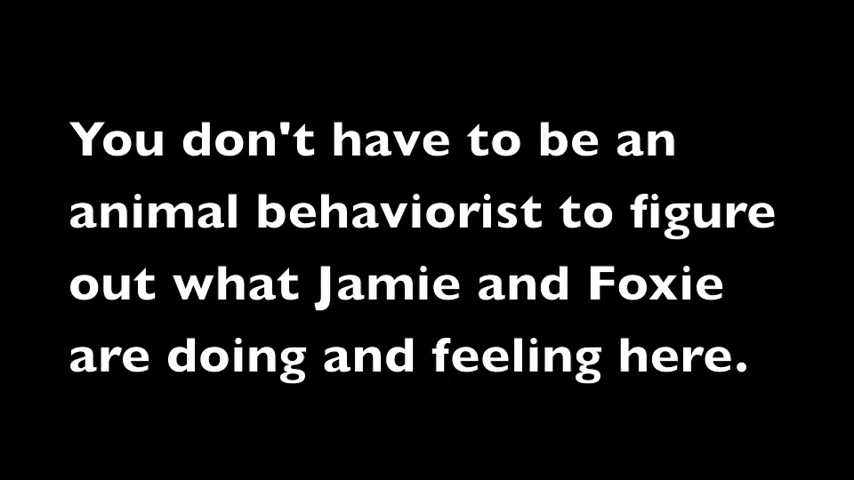 You don't have to be an
animal behaviorist to figure
out what Jamie and Foxie
are doing and feeling here.